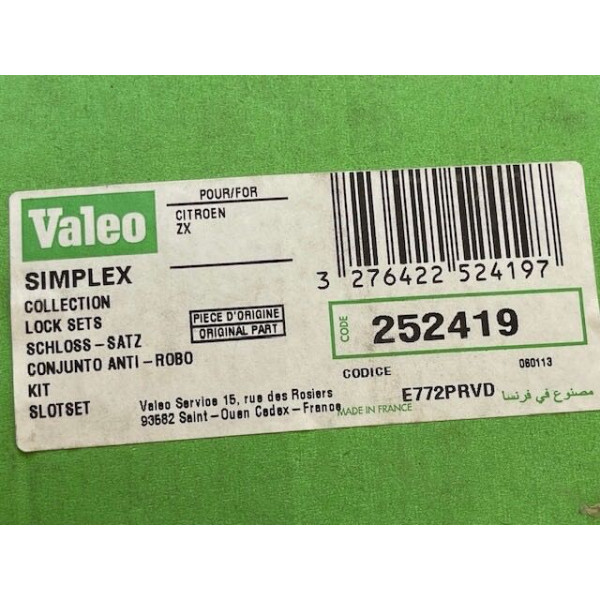 Valeo
POUR/FOR
CITROEN
ZX
SIMPLEX
COLLECTION
LOCK SETS
SCHLOSS-SATZ
CONJUNTO ANTI-ROBO
KIT
SLOTSET
PIECE D'ORIGINE
ORIGINAL PART
Valeo Service 15, rue des Rosiers
93582 Saint-Ouen Cedex-France
3 276422 524197
CODE
252419
CODICE
060113
E772PRVD
MADE IN FRANCE
مصنوع في فرنسا